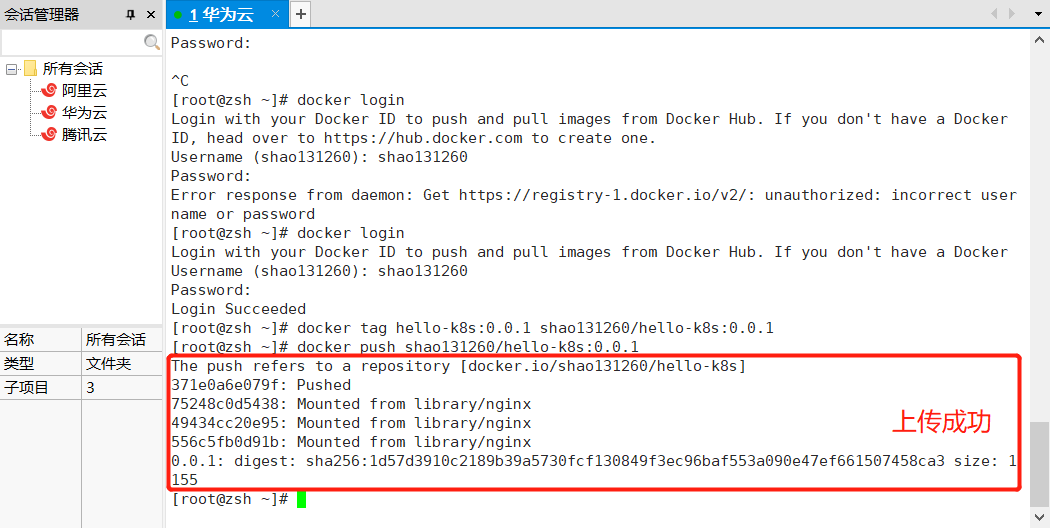 会话管理器
1 华为云
所有会话
阿里云
华为云
腾讯云
名称 所有会话
类型 文件夹
子项目 3
Password:
^C
[root@zsh ~]# docker login
Login with your Docker ID to push and pull images from Docker Hub. If you don't have a Docker
ID, head over to https://hub.docker.com to create one.
Username (shao131260): shao131260
Password:
Error response from daemon: Get https://registry-1.docker.io/v2/: unauthorized: incorrect user
name or password
[root@zsh ~]# docker login
Login with your Docker ID to push and pull images from Docker Hub. If you don't have a Docker
Username (shao131260): shao131260
Password:
Login Succeeded
[root@zsh ~]# docker tag hello-k8s:0.0.1 shao131260/hello-k8s:0.0.1
[root@zsh ~]# docker push shao131260/hello-k8s:0.0.1
The push refers to a repository [docker.io/shao131260/hello-k8s]
371e0a6e079f: Pushed
75248c0d5438: Mounted from library/nginx
49434cc20e95: Mounted from library/nginx
556c5fb0d91b: Mounted from library/nginx
上传成功
0.0.1: digest: sha256:1d57d3910c2189b39a5730fcf130849f3ec96baf553a090e47ef661507458ca3 size: 1
155
[root@zsh ~]#